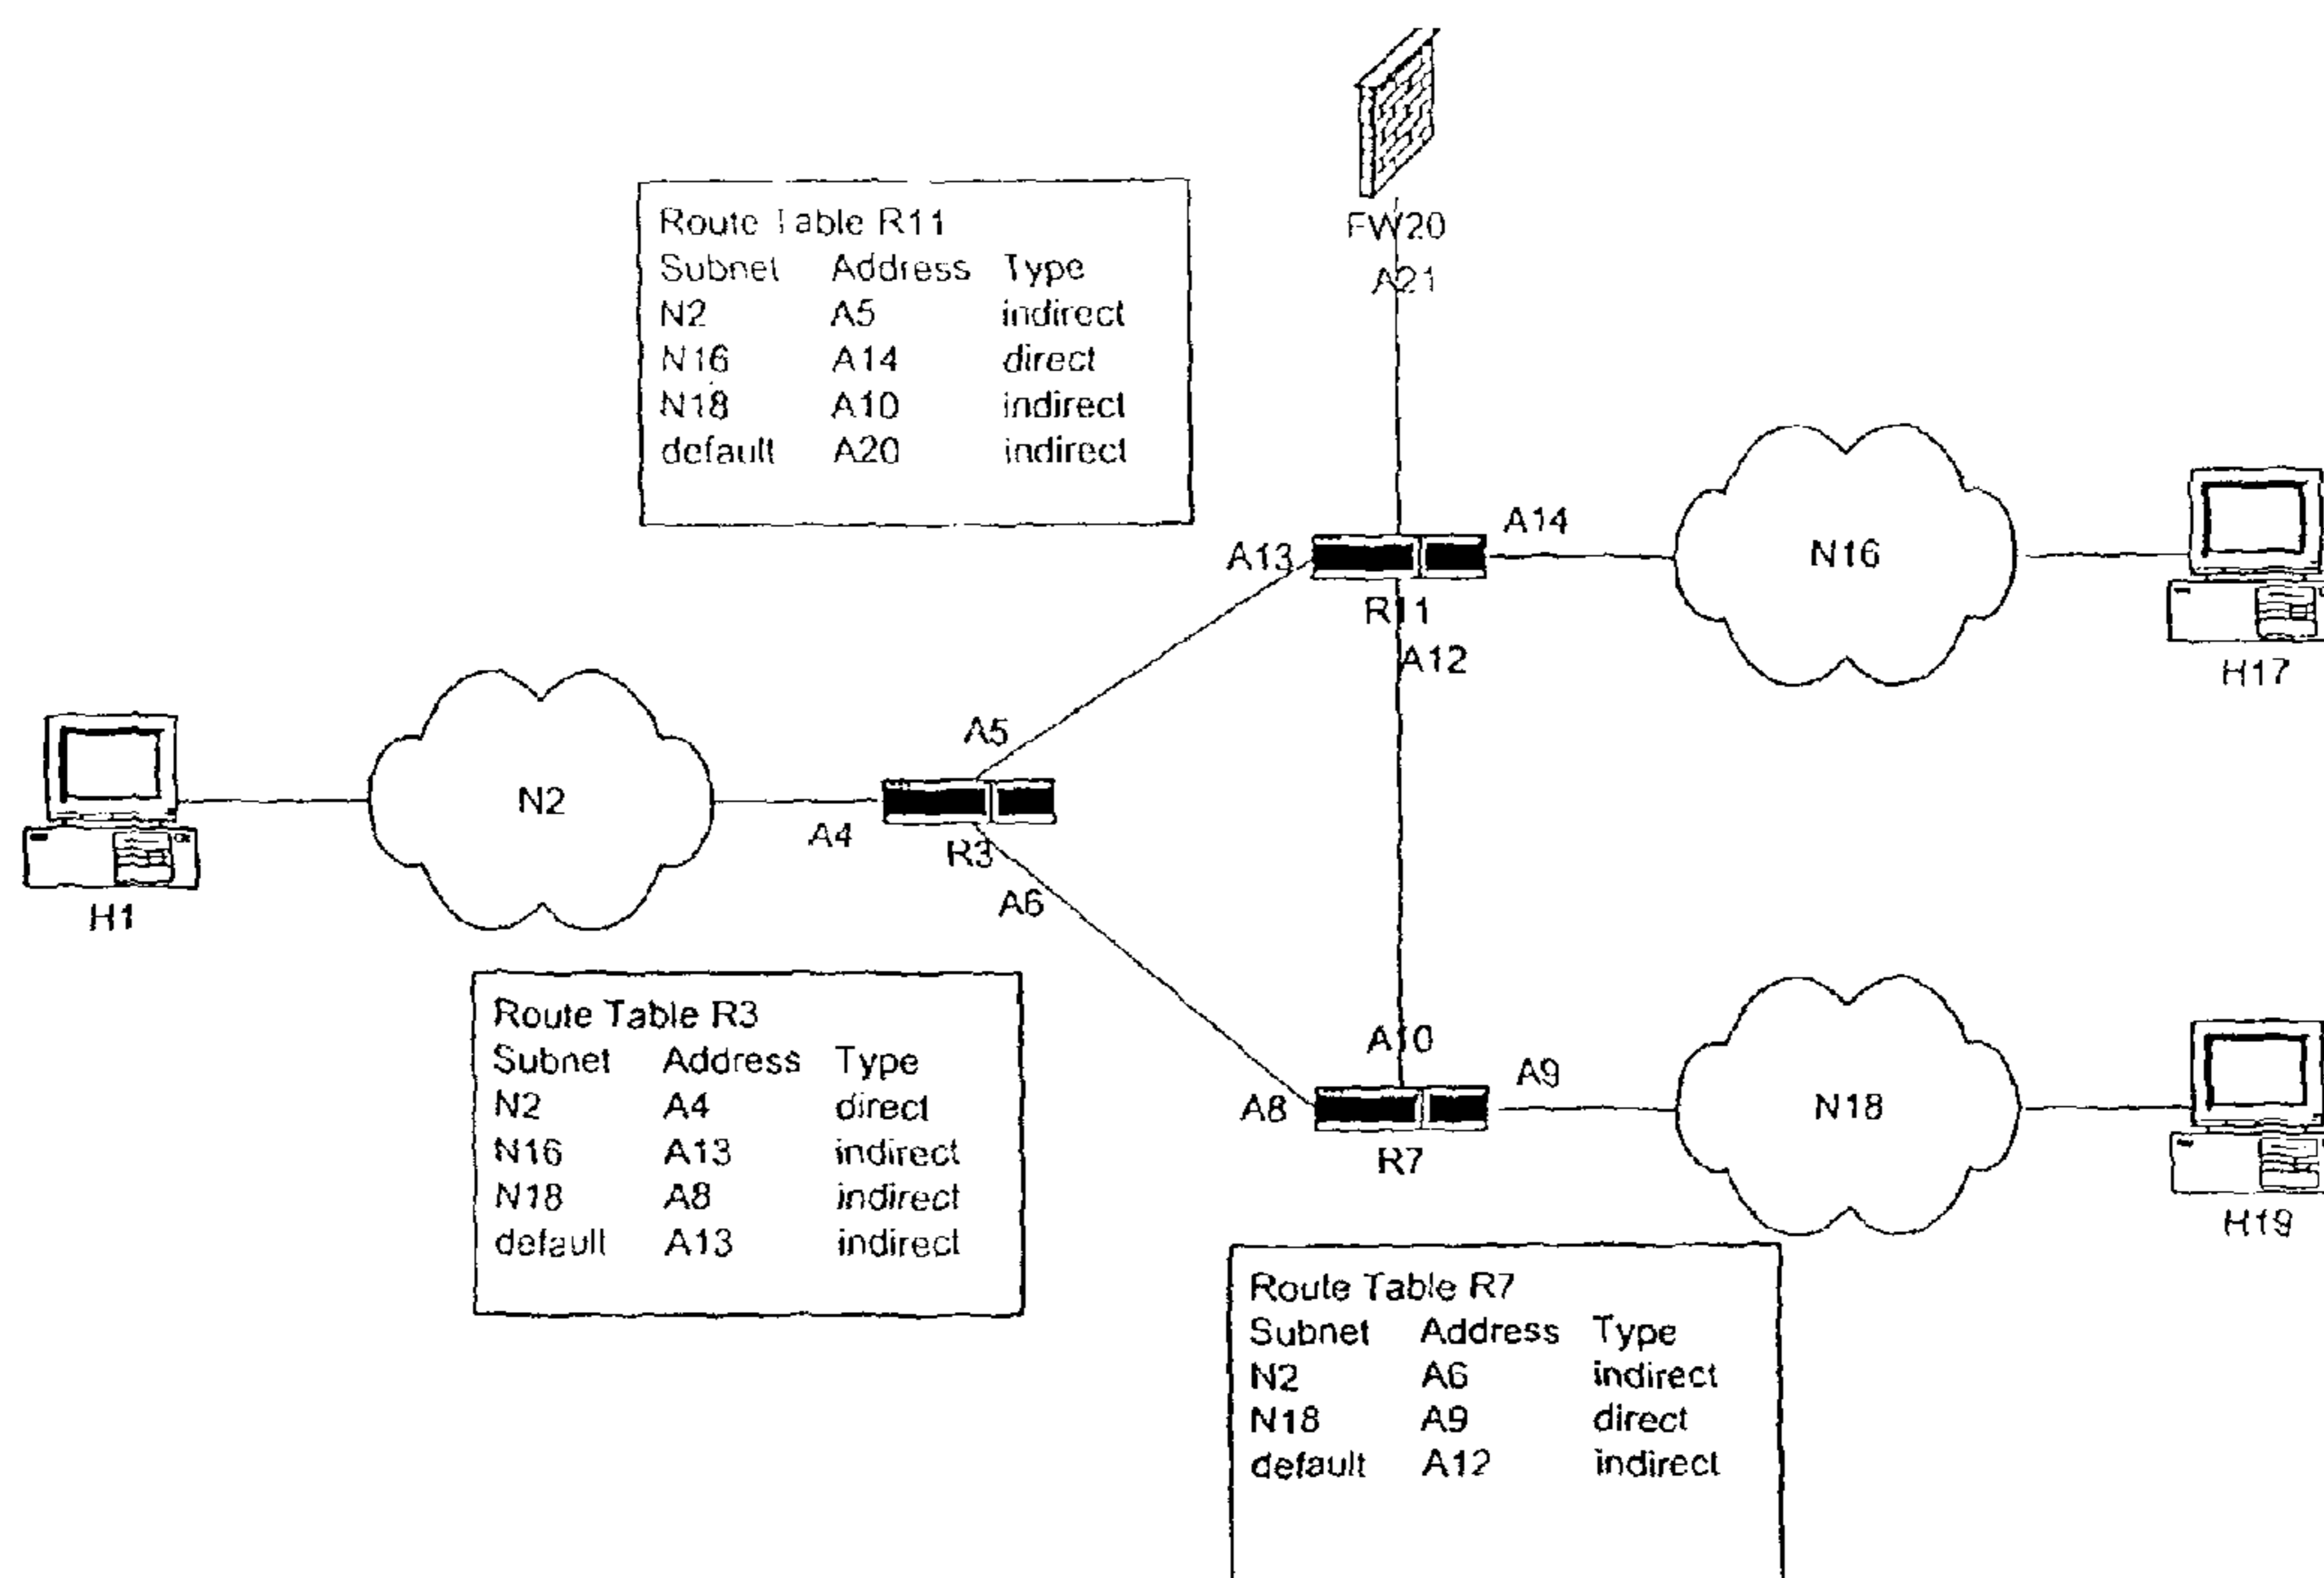 FW20
A21
Route Table R11
Subnet Address Type
N2 A5 indirect
N16 A14 direct
N18 A10 indirect
default A20 indirect
A14
A13
N16
R11
A12
H17
A5
N2
A4
R3
A6
H1
Route Table R3
Subnet Address Type
N2 A4 direct
N16 A13 indirect
N18 A8 indirect
default A13 indirect
A10
A9
A8
N18
R7
H19
Route Table R7
Subnet Address Type
N2 A6 indirect
N18 A9 direct
default A12 indirect